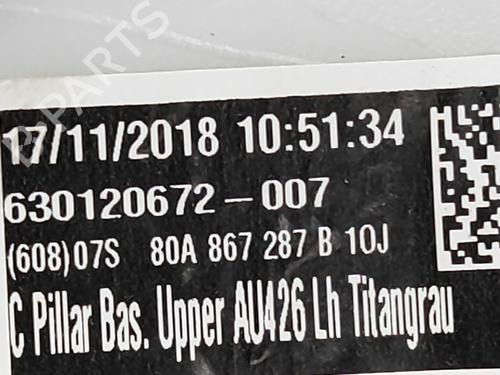 17/11/2018 10:51:34
630120672-007
(608)07S 80A 867 287 B 10J
C Pillar Bas. Upper AU426 Lh Titangrau